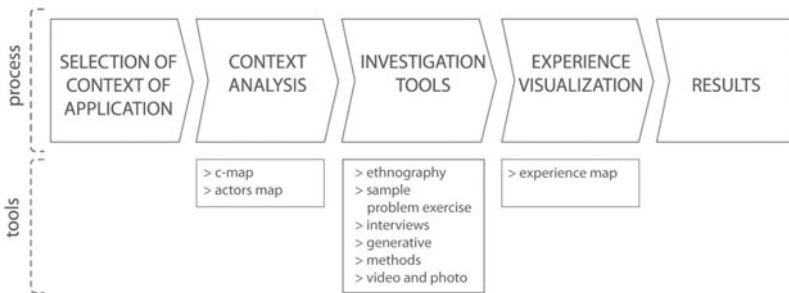 process
SELECTION OF
CONTEXT OF
APPLICATION
CONTEXT
ANALYSIS
INVESTIGATION
TOOLS
EXPERIENCE
VISUALIZATION
RESULTS
tools
> c-map
> actors map
> ethnography
> sample
problem exercise
> interviews
> generative
> methods
> video and photo
> experience map